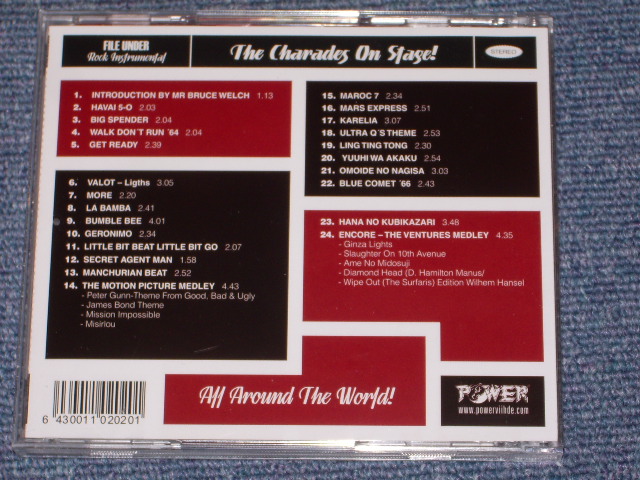 FILE UNDER
Rock Instrumental
The Charades On Stage!
STEREO
1. INTRODUCTION BY MR BRUCE WELCH 1.13
2. HAVAI 5-O 2.03
3. BIG SPENDER 2.04
4. WALK DON´T RUN ´64 2.04
5. GET READY 2.39
6. VALOT – Ligths 3.05
7. MORE 2.20
8. LA BAMBA 2.41
9. BUMBLE BEE 4.01
10. GERONIMO 2.34
11. LITTLE BIT BEAT LITTLE BIT GO 2.07
12. SECRET AGENT MAN 1.58
13. MANCHURIAN BEAT 2.52
14. THE MOTION PICTURE MEDLEY 4.43
- Peter Gunn-Theme From Good, Bad & Ugly
- James Bond Theme
- Mission Impossible
- Misirlou
15. MAROC 7 2.34
16. MARS EXPRESS 2.51
17. KARELIA 3.07
18. ULTRA Q´S THEME 2.53
19. LING TING TONG 2.30
20. YUUHI WA AKAKU 2.54
21. OMOIDE NO NAGISA 3.03
22. BLUE COMET ´66 2.43
23. HANA NO KUBIKAZARI 3.48
24. ENCORE – THE VENTURES MEDLEY 4.35
- Ginza Lights
- Slaughter On 10th Avenue
- Ame No Midosuji
- Diamond Head (D. Hamilton Manus/
- Wipe Out (The Surfaris) Edition Wilhem Hansel
6 430011 020201
All Around The World!
POWER
www.powerviihde.com